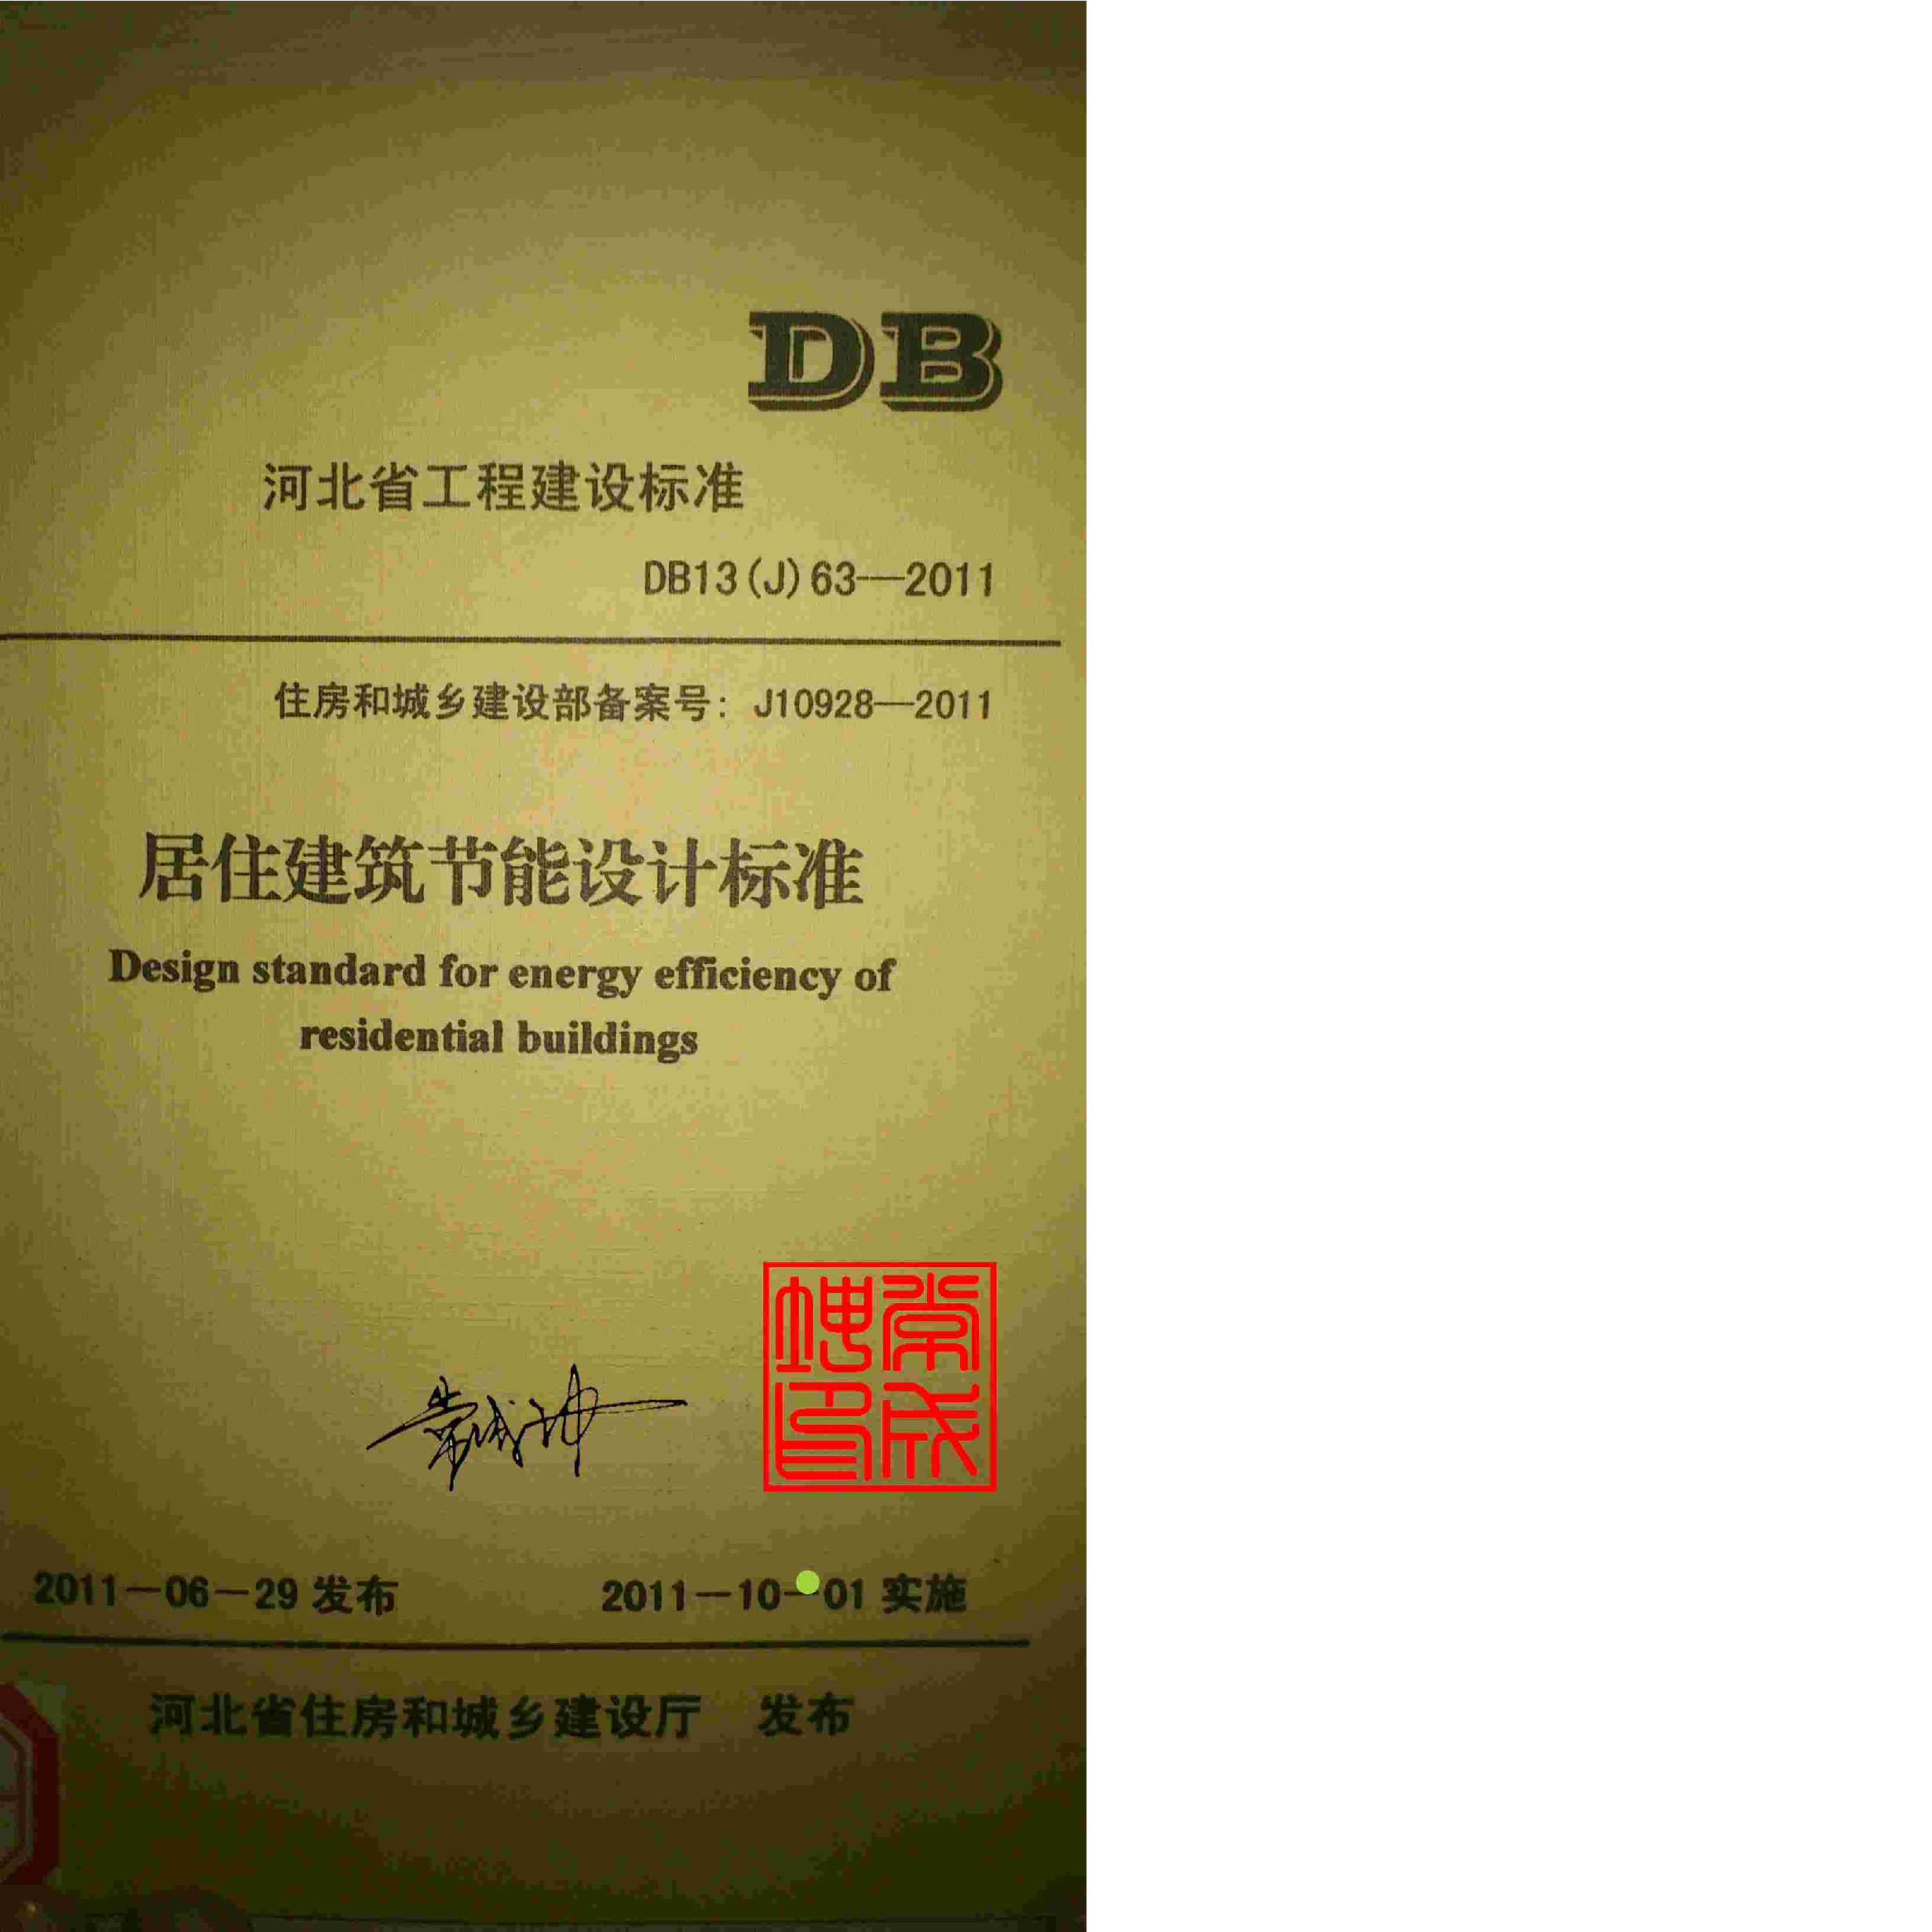 DB
河北省工程建设标准
DB13(J)63—2011
住房和城乡建设部备案号：J10928—2011
居住建筑节能设计标准
Design standard for energy efficiency of
residential buildings
常成坤
2011－06－29 发布 2011－10－01 实施
河北省住房和城乡建设厅 发布